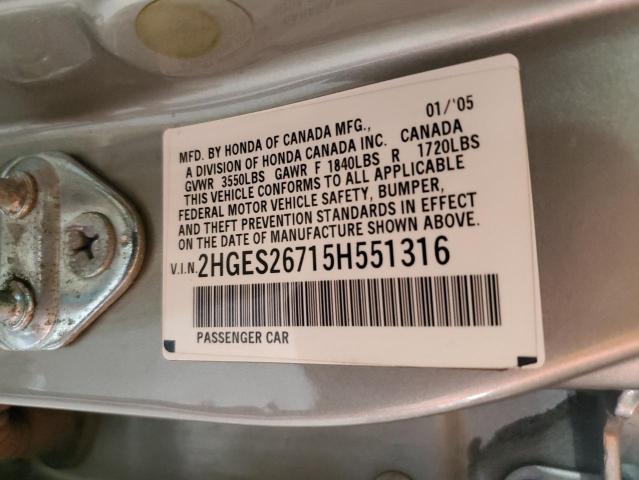 MFD. BY HONDA OF CANADA MFG., 01/'05
A DIVISION OF HONDA CANADA INC. CANADA
GVWR 3550LBS GAWR F 1840LBS R 1720LBS
THIS VEHICLE CONFORMS TO ALL APPLICABLE
FEDERAL MOTOR VEHICLE SAFETY, BUMPER,
AND THEFT PREVENTION STANDARDS IN EFFECT
ON THE DATE OF MANUFACTURE SHOWN ABOVE.
V.I.N. 2HGES26715H551316
PASSENGER CAR